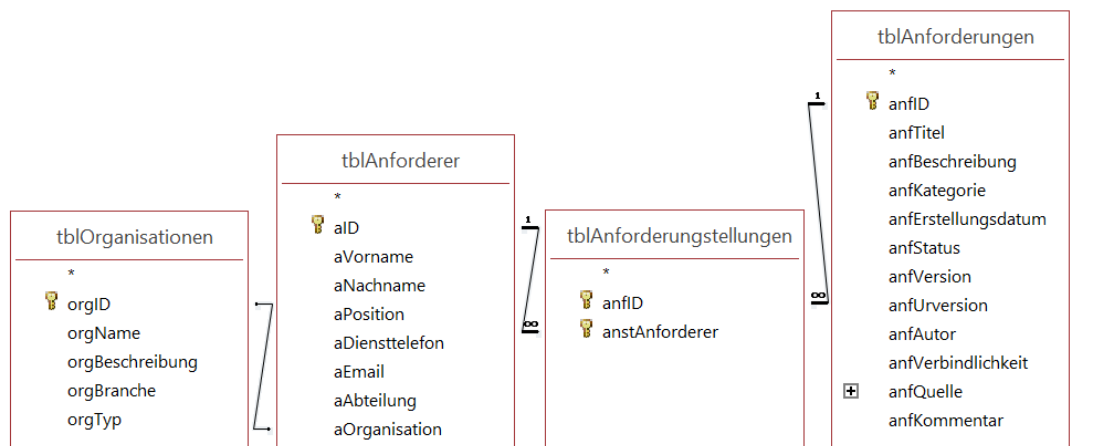 tblOrganisationen
*
orgID
orgName
orgBeschreibung
orgBranche
orgTyp
tblAnforderer
*
aID
aVorname
aNachname
aPosition
aDiensttelefon
aEmail
aAbteilung
aOrganisation
1
∞
tblAnforderungstellungen
*
anfID
anstAnforderer
1
∞
tblAnforderungen
*
anfID
anfTitel
anfBeschreibung
anfKategorie
anfErstellungsdatum
anfStatus
anfVersion
anfUrversion
anfAutor
anfVerbindlichkeit
anfQuelle
anfKommentar